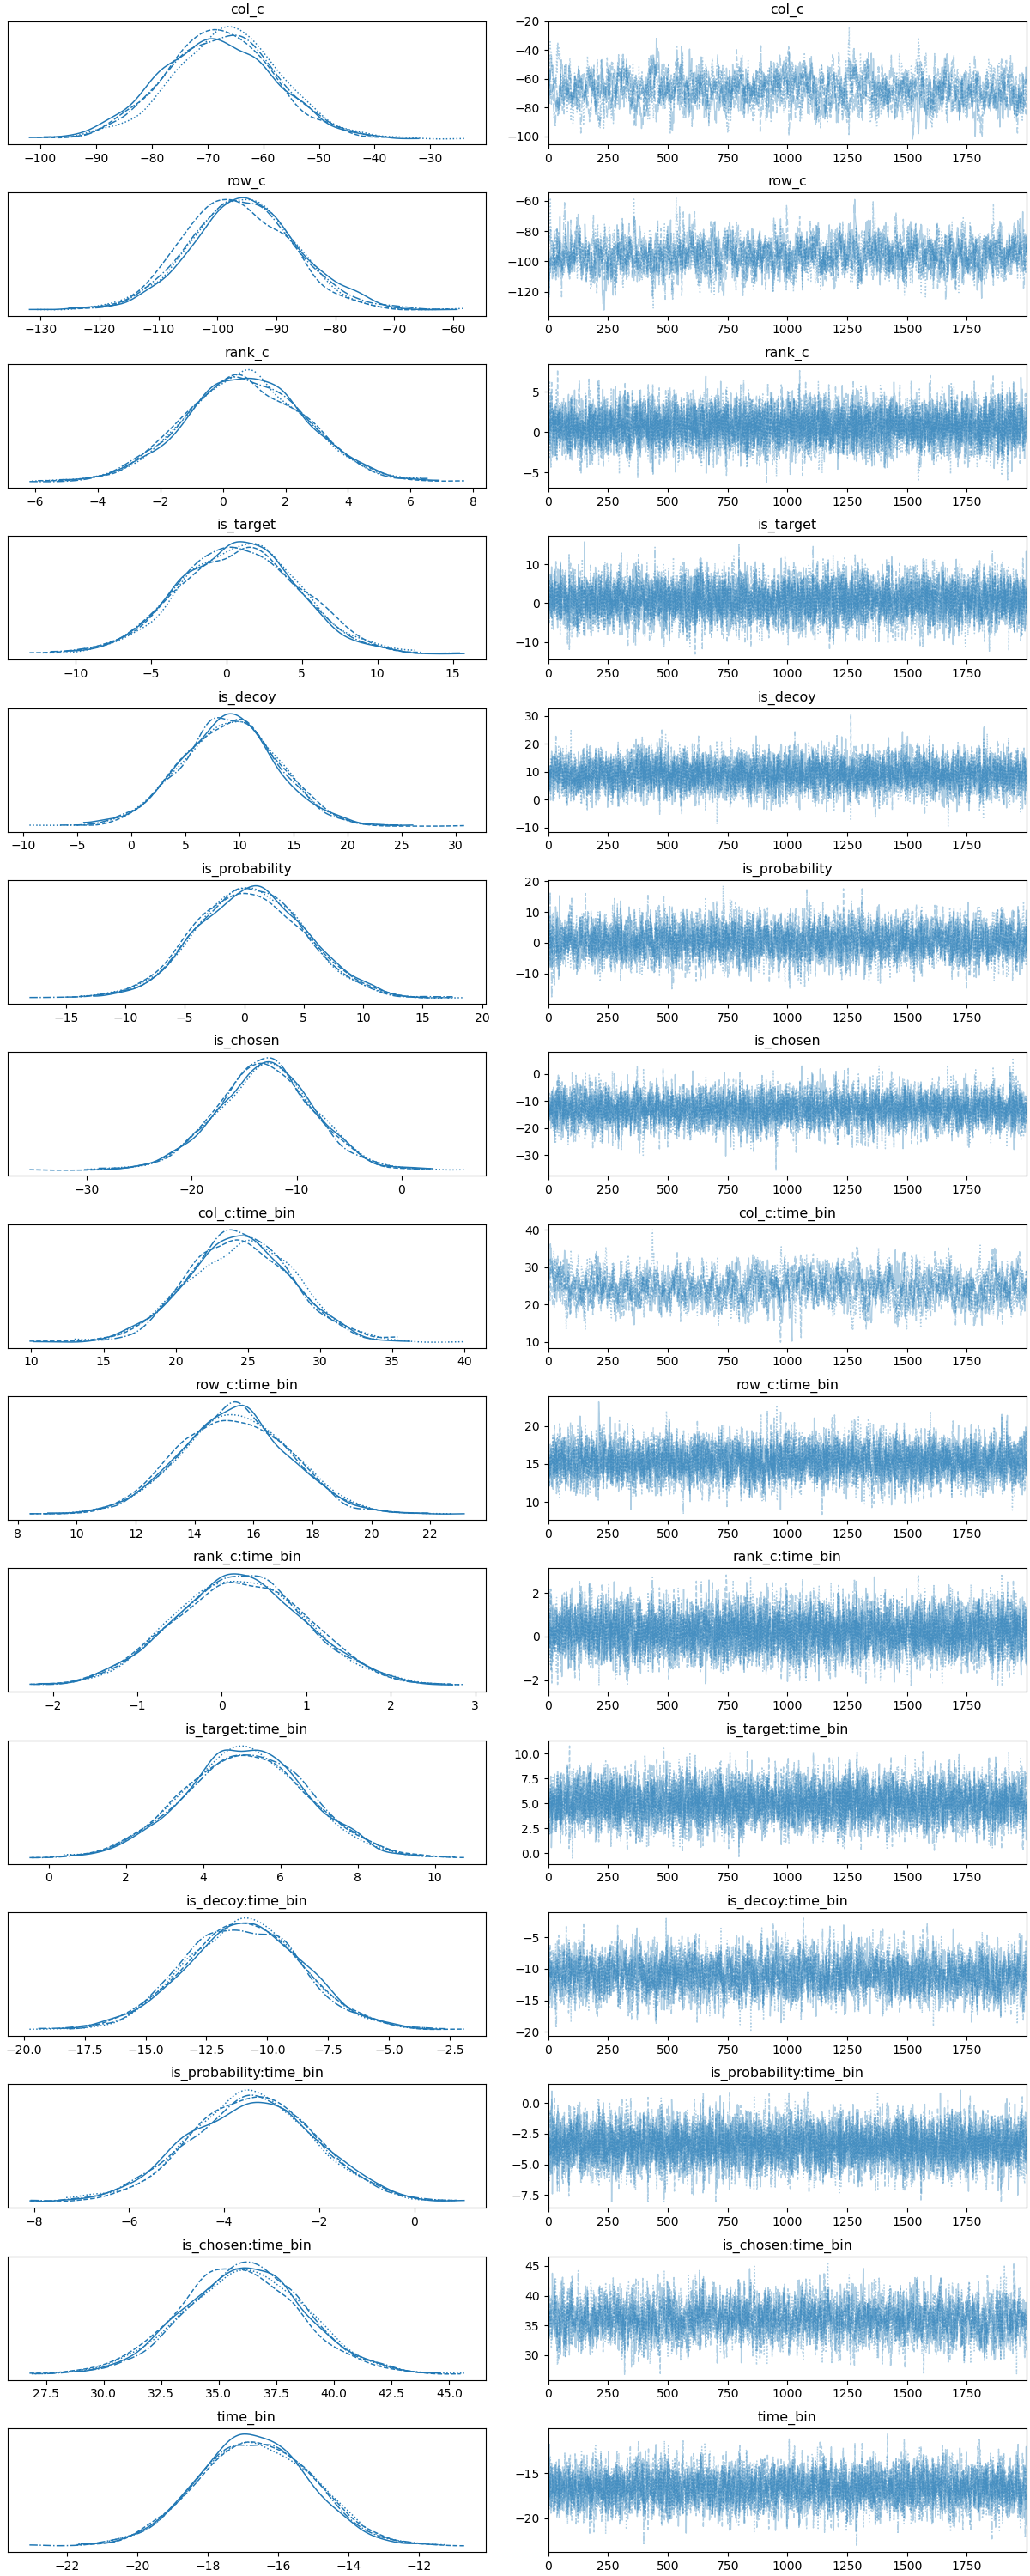 col_c col_c
−20
−40
−60
−80
−100
−100 −90 −80 −70 −60 −50 −40 −30 0 250 500 750 1000 1250 1500 1750
row_c row_c
−60
−80
−100
−120
−130 −120 −110 −100 −90 −80 −70 −60 0 250 500 750 1000 1250 1500 1750
rank_c rank_c
5
0
−5
−6 −4 −2 0 2 4 6 8 0 250 500 750 1000 1250 1500 1750
is_target is_target
10
0
−10
−10 −5 0 5 10 15 0 250 500 750 1000 1250 1500 1750
is_decoy is_decoy
30
20
10
0
−10
−10 −5 0 5 10 15 20 25 30 0 250 500 750 1000 1250 1500 1750
is_probability is_probability
20
10
0
−10
−15 −10 −5 0 5 10 15 20 0 250 500 750 1000 1250 1500 1750
is_chosen is_chosen
0
−10
−20
−30
−30 −20 −10 0 0 250 500 750 1000 1250 1500 1750
col_c:time_bin col_c:time_bin
40
30
20
10
10 15 20 25 30 35 40 0 250 500 750 1000 1250 1500 1750
row_c:time_bin row_c:time_bin
20
15
10
8 10 12 14 16 18 20 22 0 250 500 750 1000 1250 1500 1750
rank_c:time_bin rank_c:time_bin
2
0
−2
−2 −1 0 1 2 3 0 250 500 750 1000 1250 1500 1750
is_target:time_bin is_target:time_bin
10.0
7.5
5.0
2.5
0.0
0 2 4 6 8 10 0 250 500 750 1000 1250 1500 1750
is_decoy:time_bin is_decoy:time_bin
−5
−10
−15
−20
−20.0 −17.5 −15.0 −12.5 −10.0 −7.5 −5.0 −2.5 0 250 500 750 1000 1250 1500 1750
is_probability:time_bin is_probability:time_bin
0.0
−2.5
−5.0
−7.5
−8 −6 −4 −2 0 0 250 500 750 1000 1250 1500 1750
is_chosen:time_bin is_chosen:time_bin
45
40
35
30
27.5 30.0 32.5 35.0 37.5 40.0 42.5 45.0 0 250 500 750 1000 1250 1500 1750
time_bin time_bin
−15
−20
−22 −20 −18 −16 −14 −12 0 250 500 750 1000 1250 1500 1750